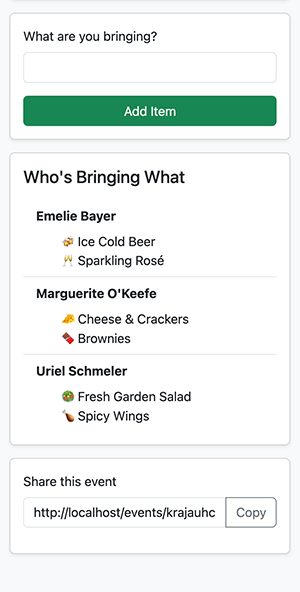 What are you bringing?
Add Item
Who's Bringing What
Emelie Bayer
🍻 Ice Cold Beer
🥂 Sparkling Rosé
Marguerite O'Keefe
🧀 Cheese & Crackers
🍫 Brownies
Uriel Schmeler
🥗 Fresh Garden Salad
🍗 Spicy Wings
Share this event
http://localhost/events/krajauhc
Copy